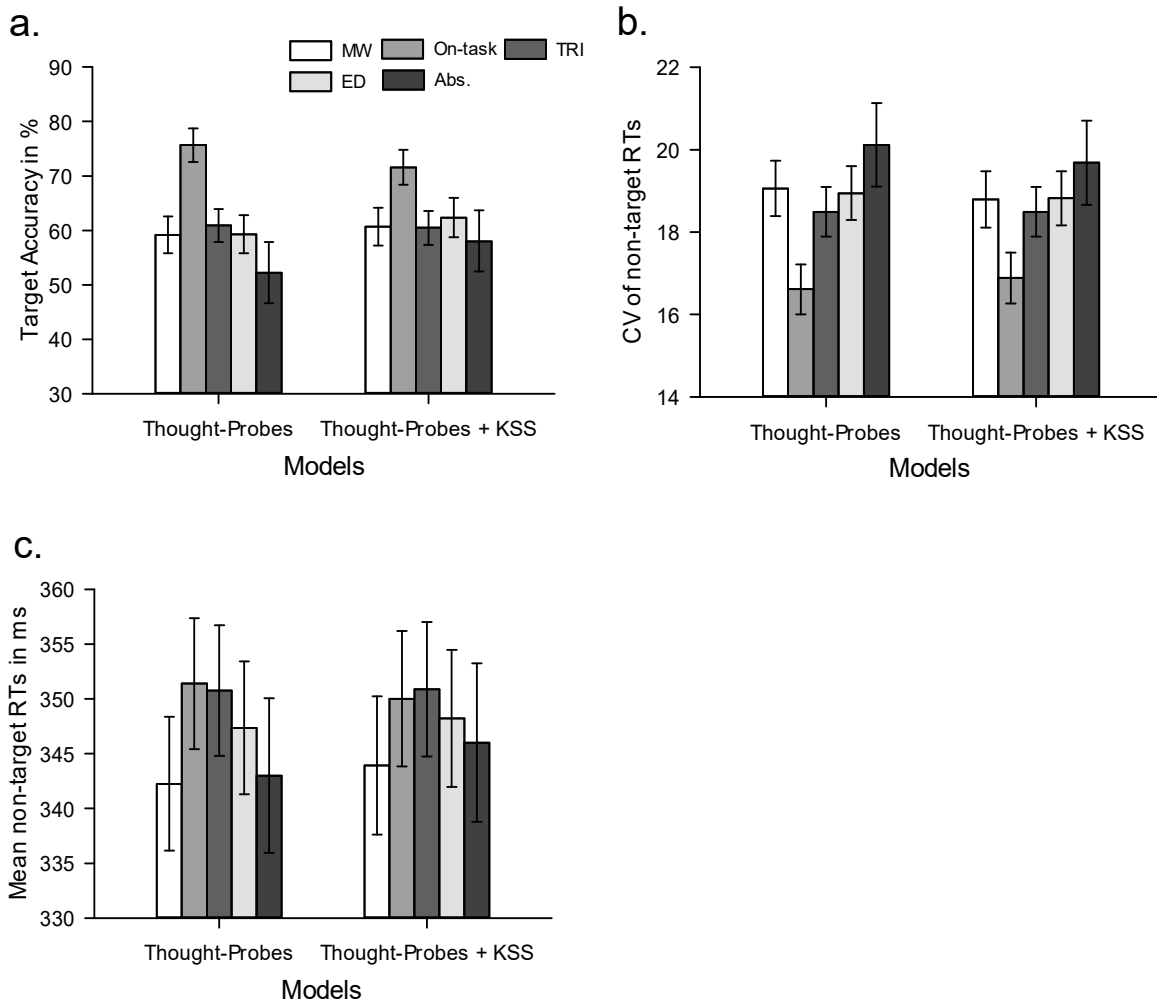 a.
MW On-task TRI
ED Abs.
Target Accuracy in %
90
80
70
60
50
40
30
Thought-Probes Thought-Probes + KSS
Models
b.
CV of non-target RTs
22
20
18
16
14
Thought-Probes Thought-Probes + KSS
Models
c.
Mean non-target RTs in ms
360
355
350
345
340
335
330
Thought-Probes Thought-Probes + KSS
Models